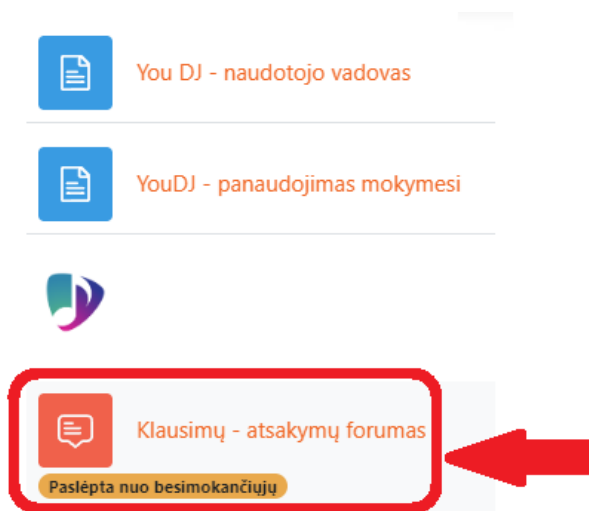 You DJ - naudotojo vadovas
YouDJ - panaudojimas mokymesi
Klausimų - atsakymų forumas
Paslėpta nuo besimokančiųjų